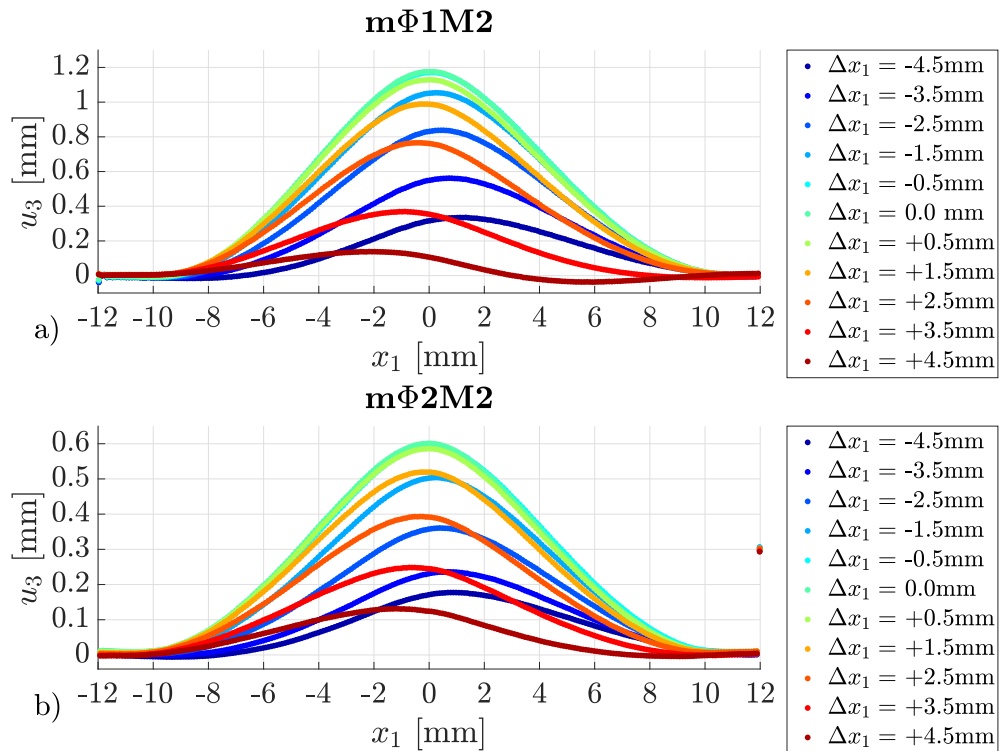 mΦ1M2
1.2
1
0.8
0.6
0.4
0.2
0
u₃ [mm]
-12 -10 -8 -6 -4 -2 0 2 4 6 8 10 12
a)
x₁ [mm]
Δx₁ = -4.5mm
Δx₁ = -3.5mm
Δx₁ = -2.5mm
Δx₁ = -1.5mm
Δx₁ = -0.5mm
Δx₁ = 0.0 mm
Δx₁ = +0.5mm
Δx₁ = +1.5mm
Δx₁ = +2.5mm
Δx₁ = +3.5mm
Δx₁ = +4.5mm
mΦ2M2
0.6
0.5
0.4
0.3
0.2
0.1
0
u₃ [mm]
-12 -10 -8 -6 -4 -2 0 2 4 6 8 10 12
b)
x₁ [mm]
Δx₁ = -4.5mm
Δx₁ = -3.5mm
Δx₁ = -2.5mm
Δx₁ = -1.5mm
Δx₁ = -0.5mm
Δx₁ = 0.0mm
Δx₁ = +0.5mm
Δx₁ = +1.5mm
Δx₁ = +2.5mm
Δx₁ = +3.5mm
Δx₁ = +4.5mm